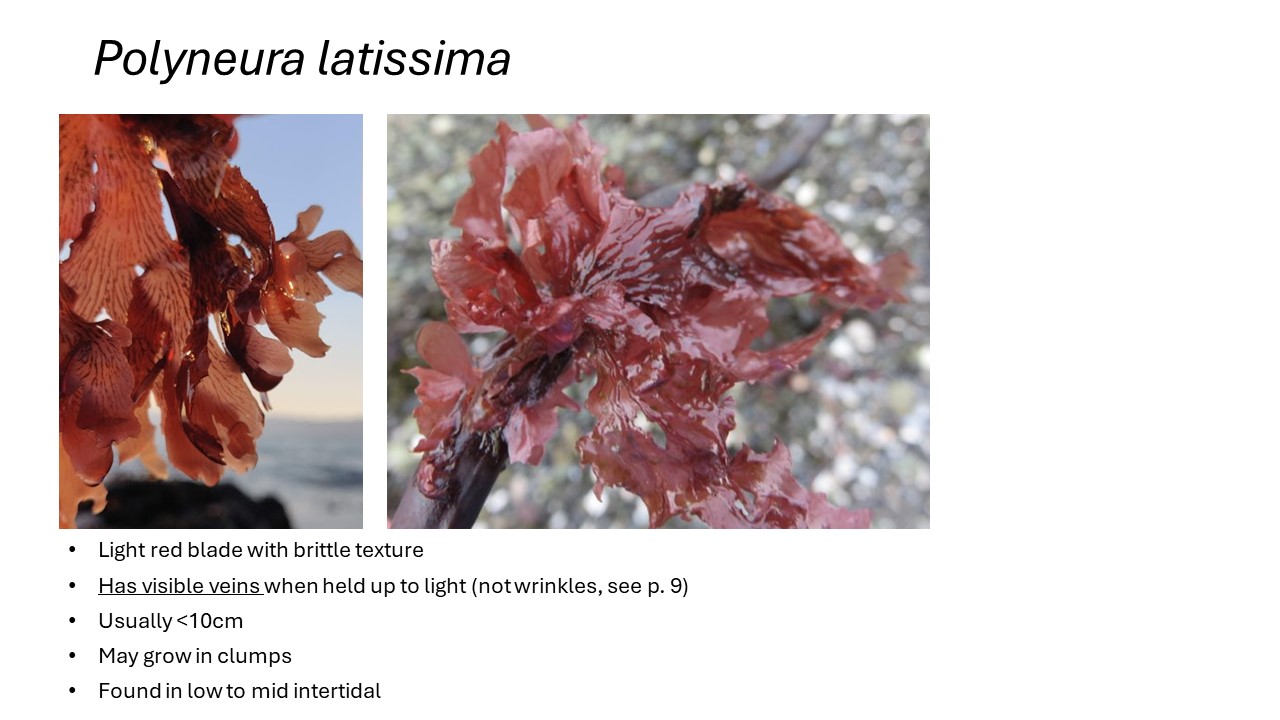 Polyneura latissima
• Light red blade with brittle texture
• Has visible veins when held up to light (not wrinkles, see p. 9)
• Usually <10cm
• May grow in clumps
• Found in low to mid intertidal